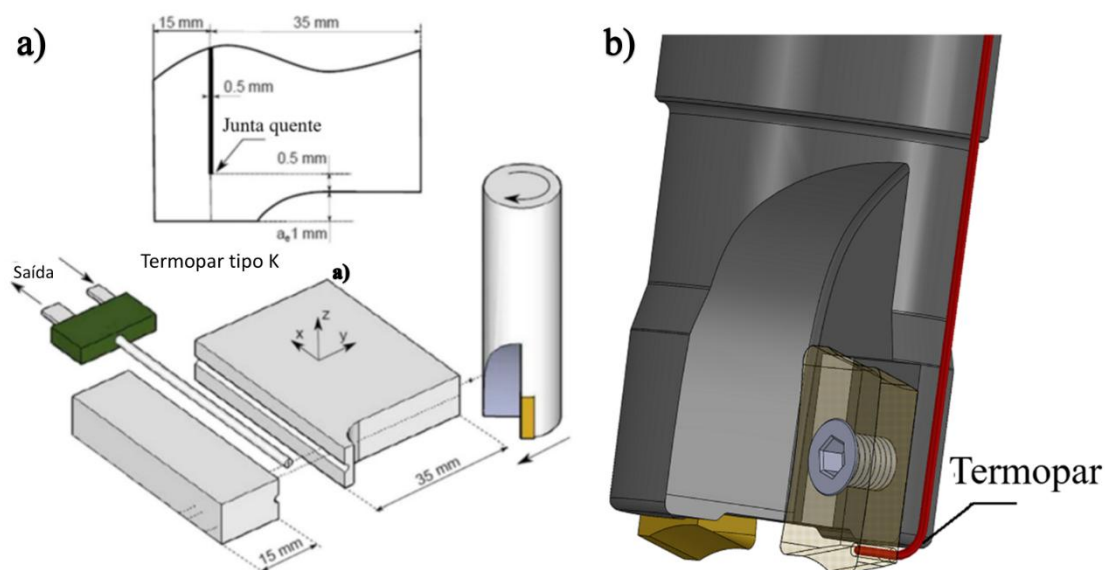 a)
15 mm
35 mm
0.5 mm
Junta quente
0.5 mm
aₑ1 mm
Termopar tipo K
a)
Saída
z
x
y
35 mm
15 mm
b)
Termopar